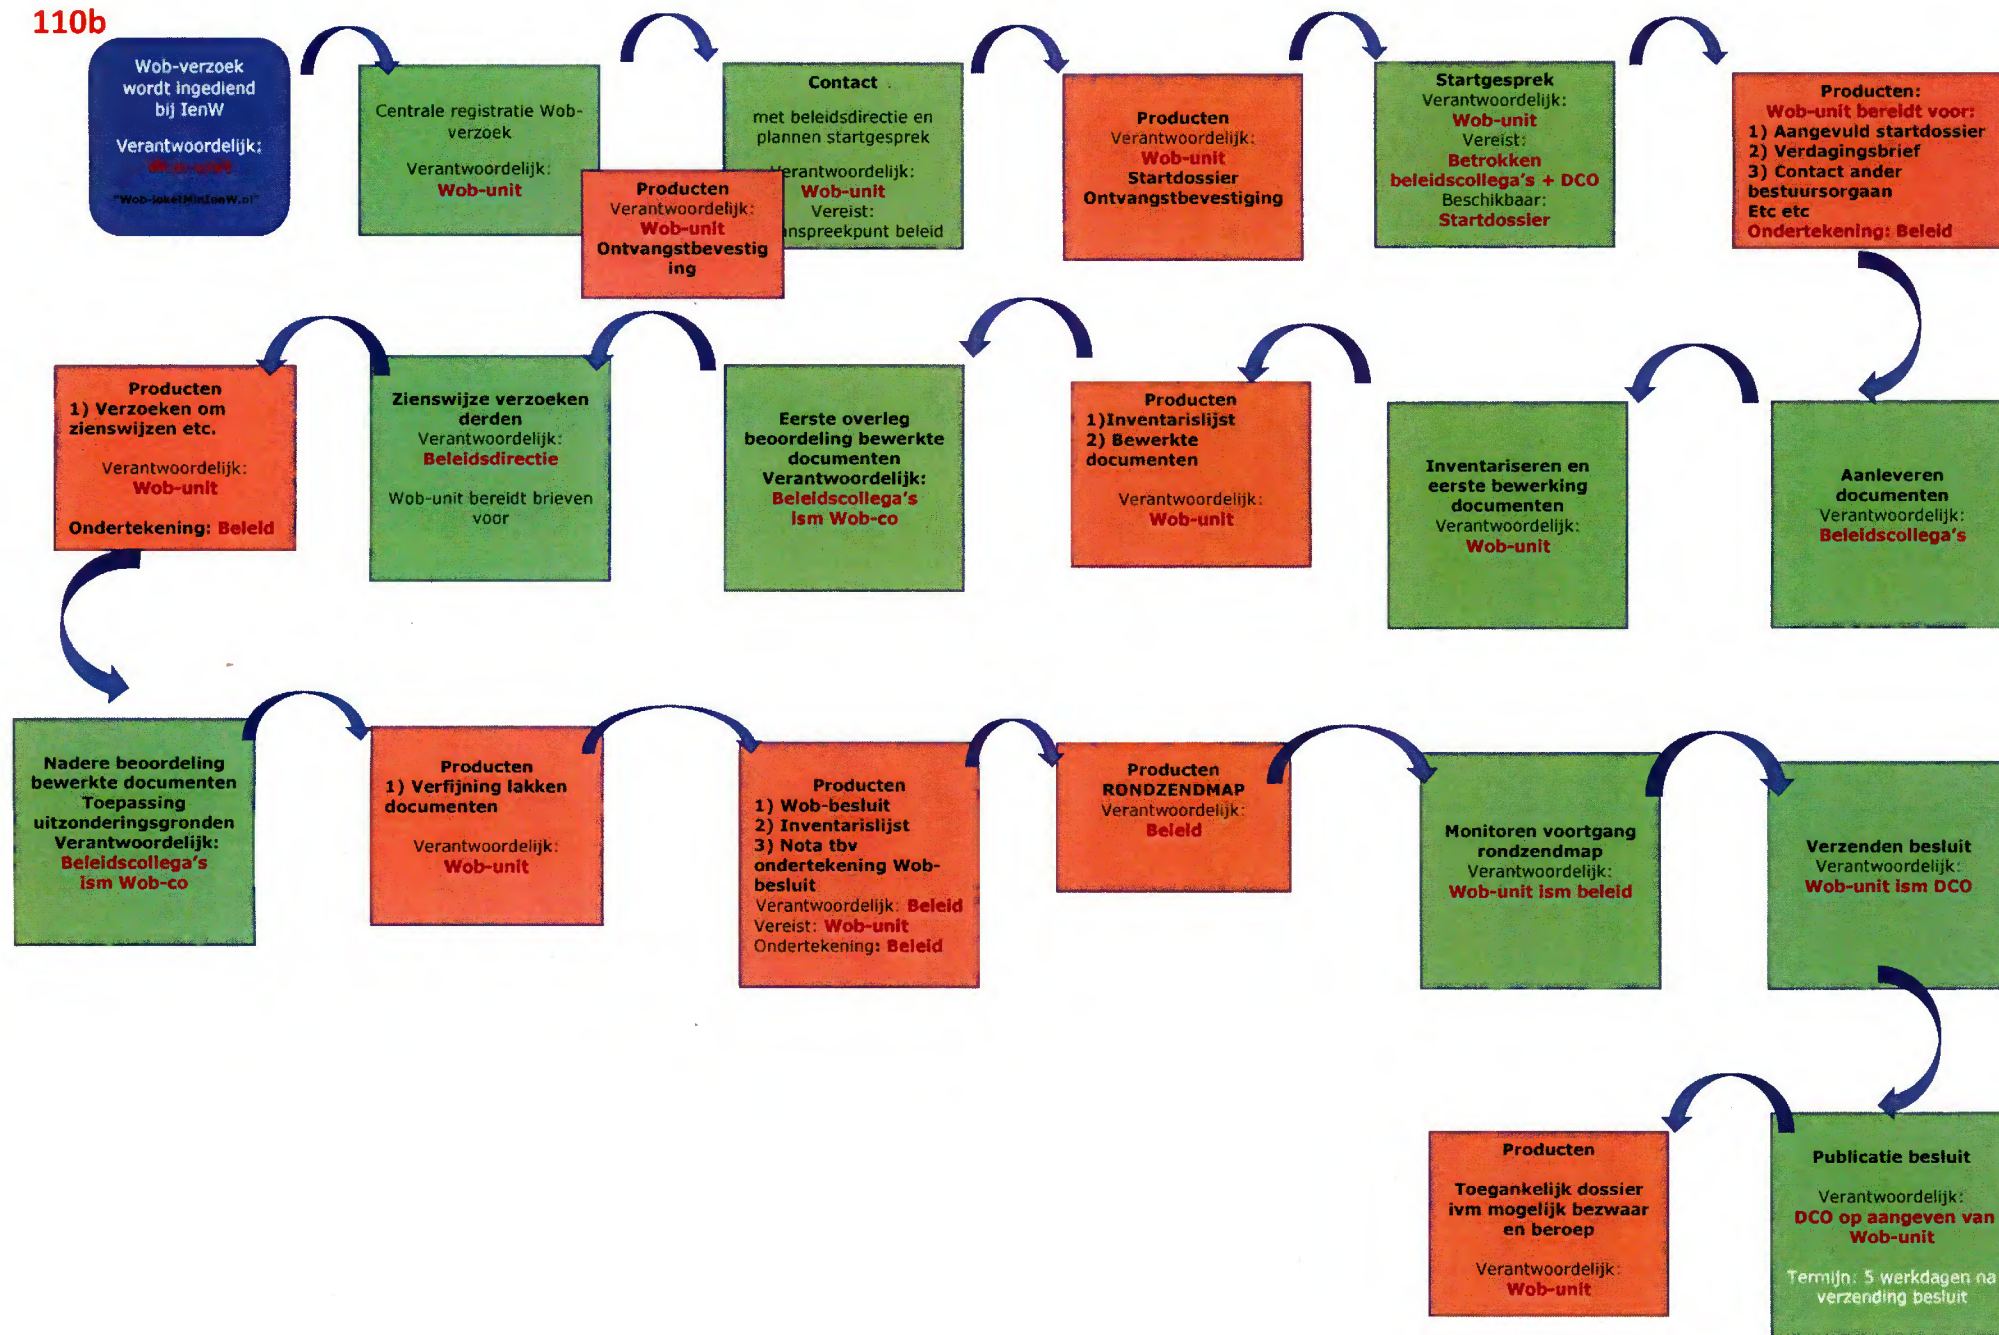 110b
Wob-verzoek
wordt ingediend
bij IenW
Verantwoordelijk:
"Wob-loketMinIenW.nl"
Centrale registratie Wob-
verzoek
Verantwoordelijk:
Wob-unit
Producten
Verantwoordelijk:
Wob-unit
Ontvangstbevestig
ing
Contact
met beleidsdirectie en
plannen startgesprek
Verantwoordelijk:
Wob-unit
Vereist:
anspreekpunt beleid
Producten
Verantwoordelijk:
Wob-unit
Startdossier
Ontvangstbevestiging
Startgesprek
Verantwoordelijk:
Wob-unit
Vereist:
Betrokken
beleidscollega's + DCO
Beschikbaar:
Startdossier
Producten:
Wob-unit bereidt voor:
1) Aangevuld startdossier
2) Verdagingsbrief
3) Contact ander
bestuursorgaan
Etc etc
Ondertekening: Beleid
Aanleveren
documenten
Verantwoordelijk:
Beleidscollega's
Inventariseren en
eerste bewerking
documenten
Verantwoordelijk:
Wob-unit
Producten
1)Inventarislijst
2) Bewerkte
documenten
Verantwoordelijk:
Wob-unit
Eerste overleg
beoordeling bewerkte
documenten
Verantwoordelijk:
Beleidscollega's
ism Wob-co
Zienswijze verzoeken
derden
Verantwoordelijk:
Beleidsdirectie
Wob-unit bereidt brieven
voor
Producten
1) Verzoeken om
zienswijzen etc.
Verantwoordelijk:
Wob-unit
Ondertekening: Beleid
Nadere beoordeling
bewerkte documenten
Toepassing
uitzonderingsgronden
Verantwoordelijk:
Beleidscollega's
ism Wob-co
Producten
1) Verfijning lakken
documenten
Verantwoordelijk:
Wob-unit
Producten
1) Wob-besluit
2) Inventarislijst
3) Nota tbv
ondertekening Wob-
besluit
Verantwoordelijk: Beleid
Vereist: Wob-unit
Ondertekening: Beleid
Producten
RONDZENDMAP
Verantwoordelijk:
Beleid
Monitoren voortgang
rondzendmap
Verantwoordelijk:
Wob-unit ism beleid
Verzenden besluit
Verantwoordelijk:
Wob-unit ism DCO
Publicatie besluit
Verantwoordelijk:
DCO op aangeven van
Wob-unit
Termijn: 5 werkdagen na
verzending besluit
Producten
Toegankelijk dossier
ivm mogelijk bezwaar
en beroep
Verantwoordelijk:
Wob-unit